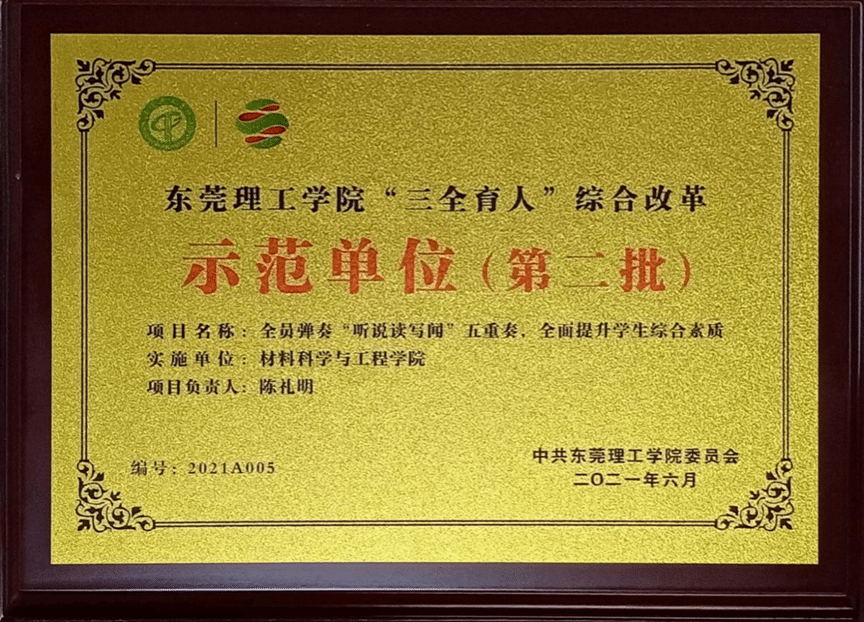 东莞理工学院“三全育人”综合改革
示范单位(第二批)
项目名称：全员弹奏“听说读写闻”五重奏，全面提升学生综合素质
实施单位：材料科学与工程学院
项目负责人：陈礼明
编号：2021A005
中共东莞理工学院委员会
二〇二一年六月